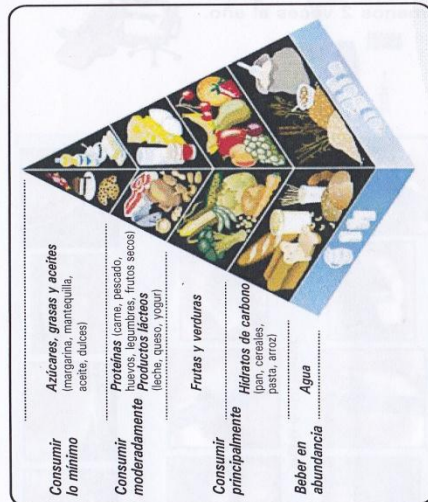 Consumir
lo mínimo
Azúcares, grasas y aceites
(margarina, mantequilla,
aceite, dulces)
Consumir
moderadamente
Proteínas (carne, pescado,
huevos, legumbres, frutos secos)
Productos lácteos
(leche, queso, yogur)
Frutas y verduras
Consumir
principalmente
Hidratos de carbono
(pan, cereales,
pasta, arroz)
Beber en
abundancia
Agua